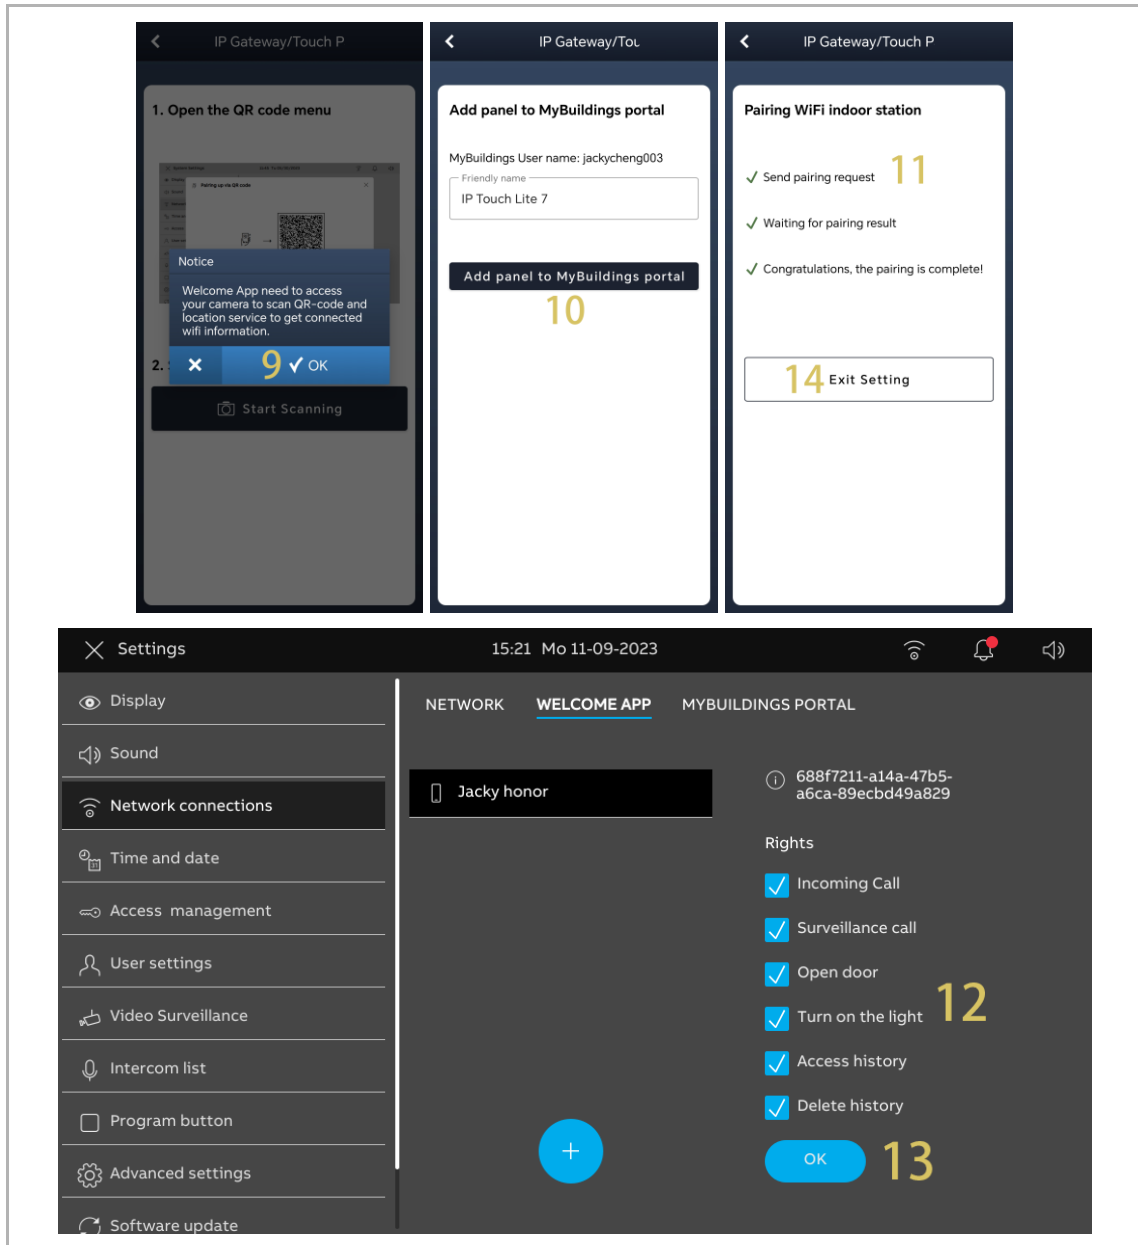 IP Gateway/Touch P
1. Open the QR code menu
Pairing up via QR code
Notice
Welcome App need to access
your camera to scan QR-code and
location service to get connected
wifi information.
2.
9
OK
Start Scanning
IP Gateway/Tou
Add panel to MyBuildings portal
MyBuildings User name: jackycheng003
Friendly name
IP Touch Lite 7
Add panel to MyBuildings portal
10
IP Gateway/Touch P
Pairing WiFi indoor station
11
Send pairing request
Waiting for pairing result
Congratulations, the pairing is complete!
14 Exit Setting
Settings
15:21 Mo 11-09-2023
Display
Sound
Network connections
Time and date
Access management
User settings
Video Surveillance
Intercom list
Program button
Advanced settings
Software update
NETWORK WELCOME APP MYBUILDINGS PORTAL
Jacky honor
688f7211-a14a-47b5-
a6ca-89ecbd49a829
Rights
Incoming Call
Surveillance call
Open door
12
Turn on the light
Access history
Delete history
OK
13
+